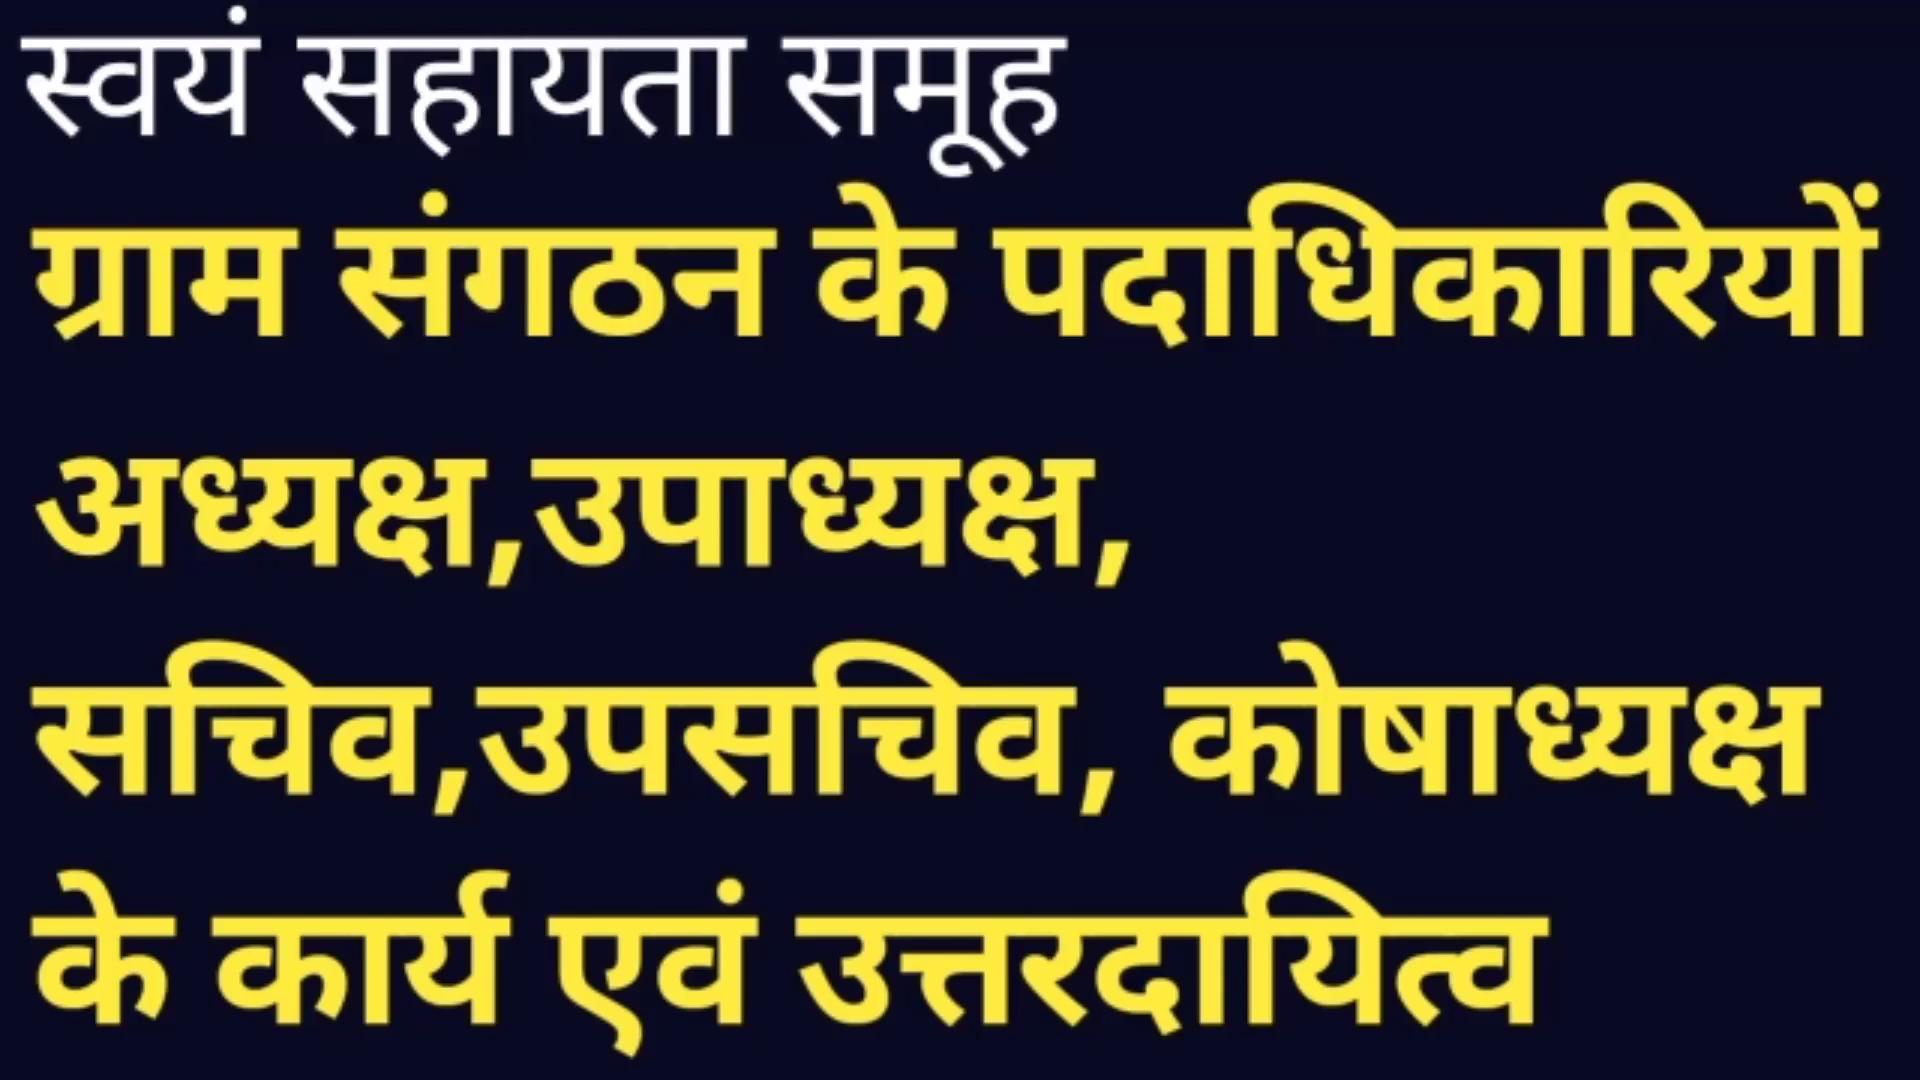 स्वयं सहायता समूह
ग्राम संगठन के पदाधिकारियों
अध्यक्ष,उपाध्यक्ष,
सचिव,उपसचिव, कोषाध्यक्ष
के कार्य एवं उत्तरदायित्व